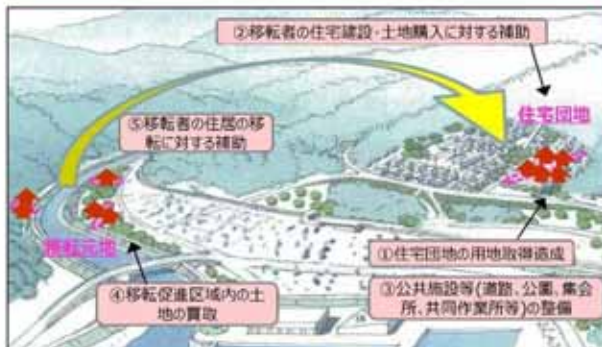 ②移転者の住宅建設・土地購入に対する補助
住宅団地
⑤移転者の住居の移
転に対する補助
移転元地
①住宅団地の用地取得造成
④移転促進区域内の土
地の買取
③公共施設等(道路、公園、集会
所、共同作業所等)の整備